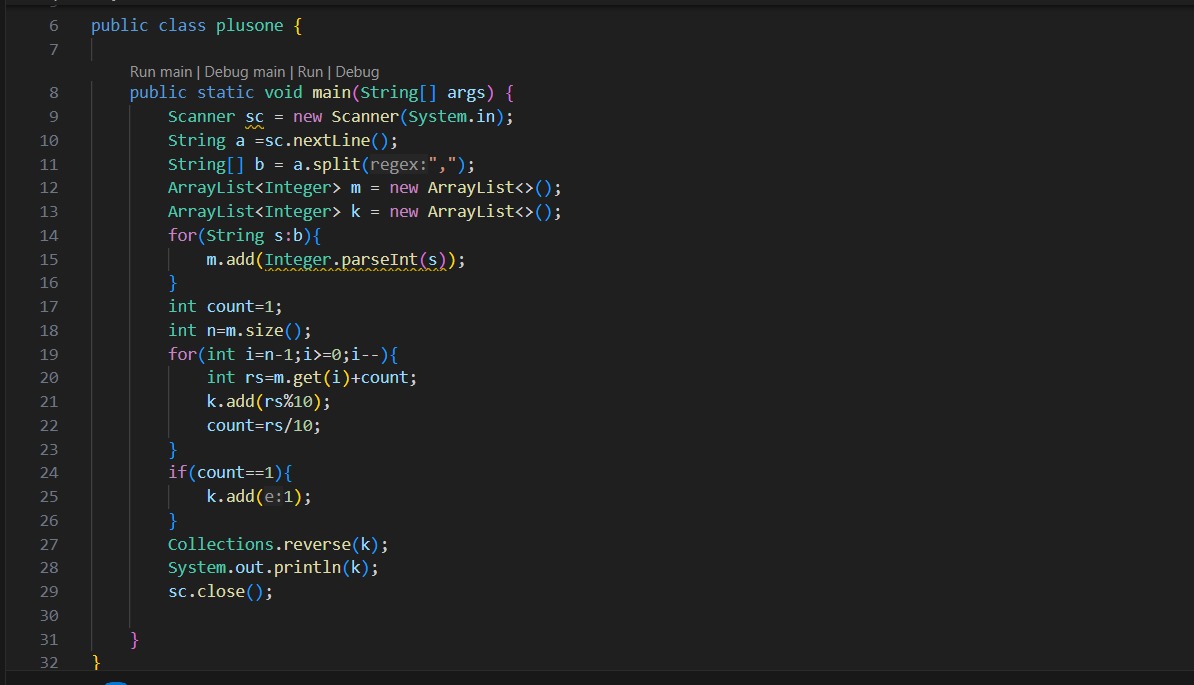 6 public class plusone {
7
Run main | Debug main | Run | Debug
8 public static void main(String[] args) {
9 Scanner sc = new Scanner(System.in);
10 String a =sc.nextLine();
11 String[] b = a.split(regex:",");
12 ArrayList<Integer> m = new ArrayList<>();
13 ArrayList<Integer> k = new ArrayList<>();
14 for(String s:b){
15 m.add(Integer.parseInt(s));
16 }
17 int count=1;
18 int n=m.size();
19 for(int i=n-1;i>=0;i--){
20 int rs=m.get(i)+count;
21 k.add(rs%10);
22 count=rs/10;
23 }
24 if(count==1){
25 k.add(e:1);
26 }
27 Collections.reverse(k);
28 System.out.println(k);
29 sc.close();
30
31 }
32 }